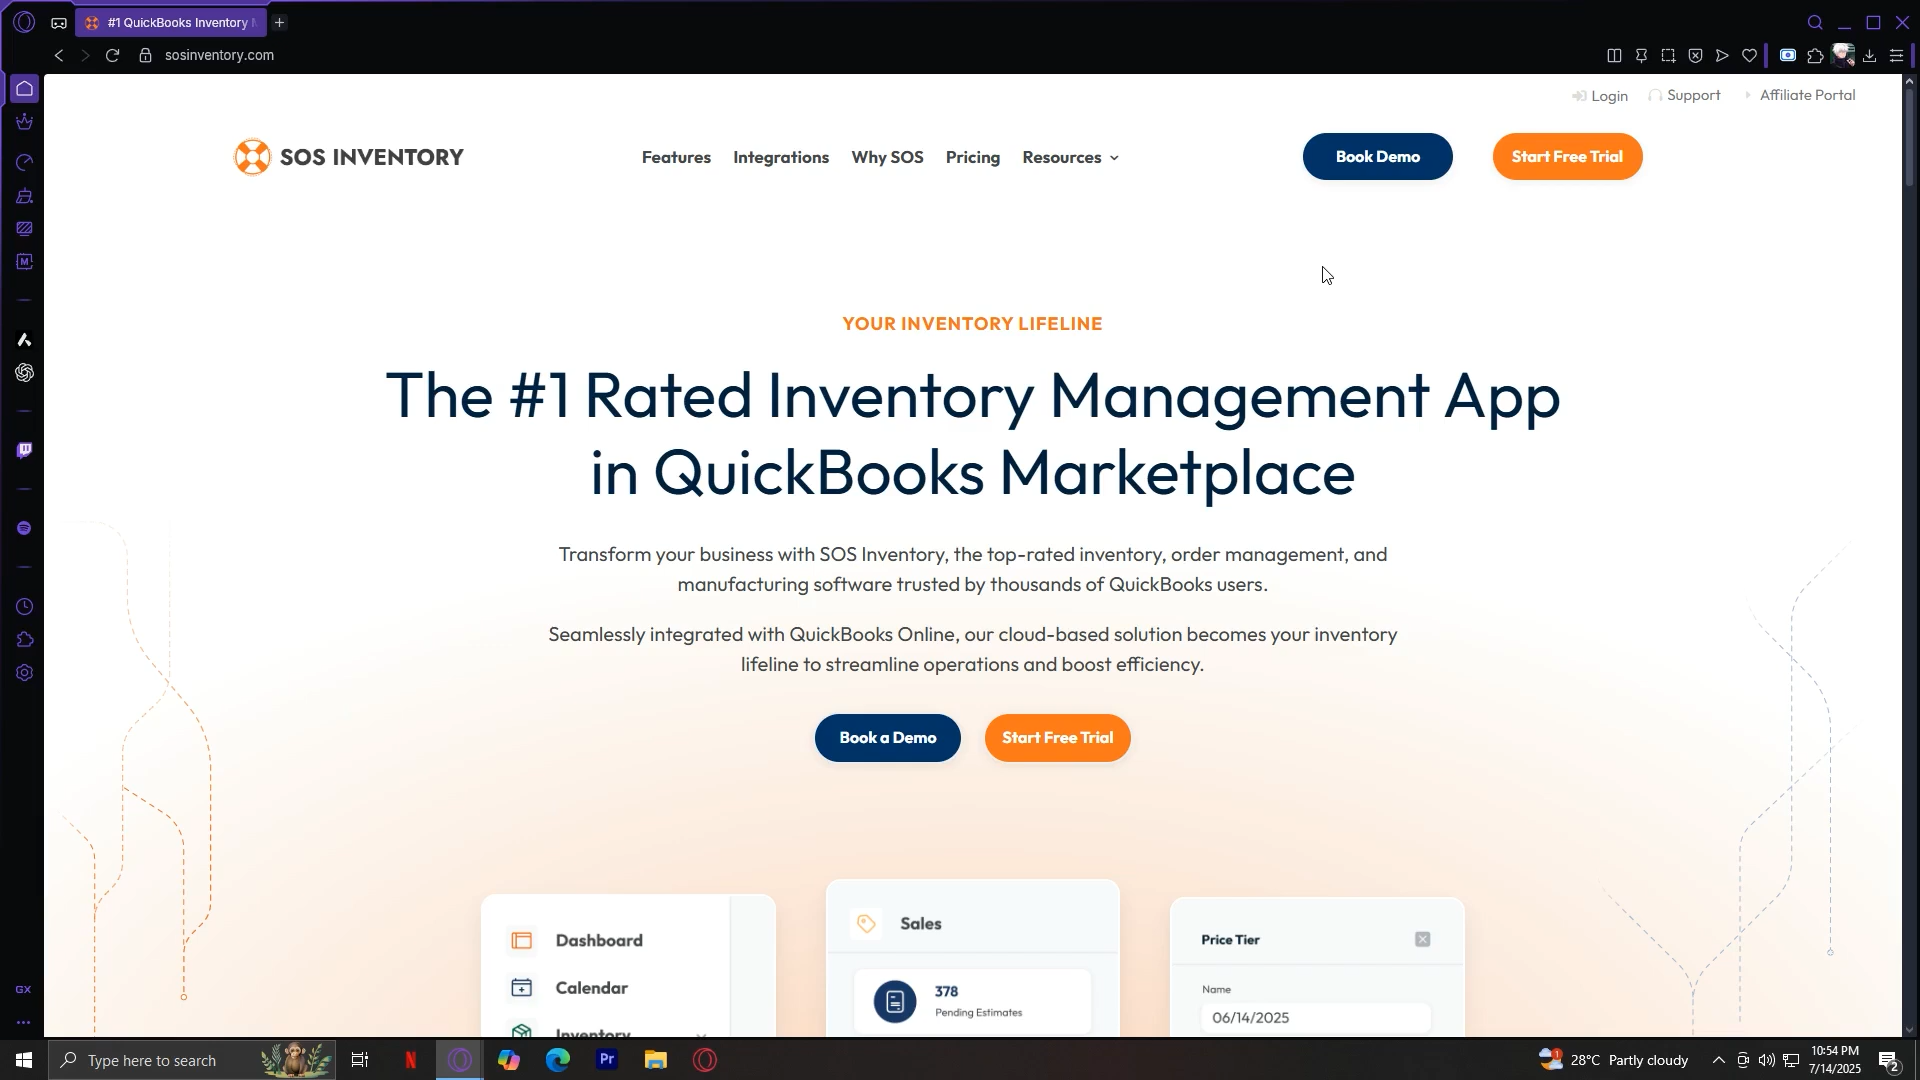 #1 QuickBooks Inventory
sosinventory.com
Login
Support
Affiliate Portal
SOS INVENTORY
Features
Integrations
Why SOS
Pricing
Resources
Book Demo
Start Free Trial
YOUR INVENTORY LIFELINE
The #1 Rated Inventory Management App
in QuickBooks Marketplace
Transform your business with SOS Inventory, the top-rated inventory, order management, and
manufacturing software trusted by thousands of QuickBooks users.
Seamlessly integrated with QuickBooks Online, our cloud-based solution becomes your inventory
lifeline to streamline operations and boost efficiency.
Book a Demo
Start Free Trial
Dashboard
Calendar
Inventory
Sales
378
Pending Estimates
Price Tier
Name
06/14/2025
GX
Type here to search
Pr
28°C Partly cloudy
10:54 PM
7/14/2025
2